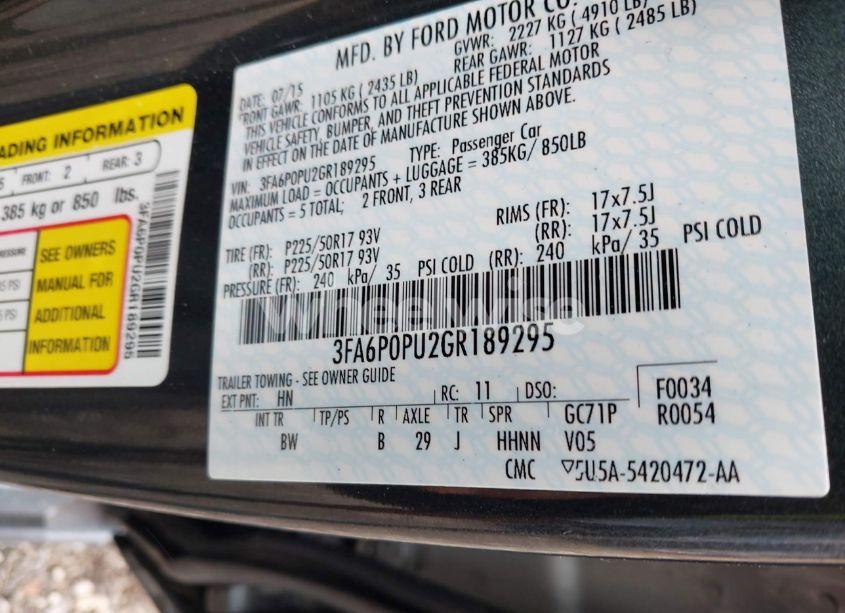 MFD. BY FORD MOTOR CO.
GVWR: 2227 KG ( 4910 LB)
DATE: 07/15
FRONT GAWR: 1105 KG ( 2435 LB)
REAR GAWR: 1127 KG ( 2485 LB)
THIS VEHICLE CONFORMS TO ALL APPLICABLE FEDERAL MOTOR
VEHICLE SAFETY, BUMPER, AND THEFT PREVENTION STANDARDS
IN EFFECT ON THE DATE OF MANUFACTURE SHOWN ABOVE.
VIN: 3FA6P0PU2GR189295 TYPE: Passenger Car
MAXIMUM LOAD = OCCUPANTS + LUGGAGE = 385KG/ 850LB
OCCUPANTS = 5 TOTAL; 2 FRONT, 3 REAR
TIRE (FR): P225/50R17 93V RIMS (FR): 17x7.5J
(RR): P225/50R17 93V (RR): 17x7.5J
PRESSURE (FR): 240 kPa/ 35 PSI COLD (RR): 240 kPa/ 35 PSI COLD
3FA6P0PU2GR189295
TRAILER TOWING - SEE OWNER GUIDE
EXT PNT: HN RC: 11 DSO: F0034
INT TR TP/PS R AXLE TR SPR GC71P R0054
BW B 29 J HHNN V05
CMC 5U5A-5420472-AA
ADING INFORMATION
5 FRONT: 2 REAR: 3
385 kg or 850 lbs.
SEE OWNERS
MANUAL FOR
ADDITIONAL
INFORMATION
3FA6P0PU2GR189295